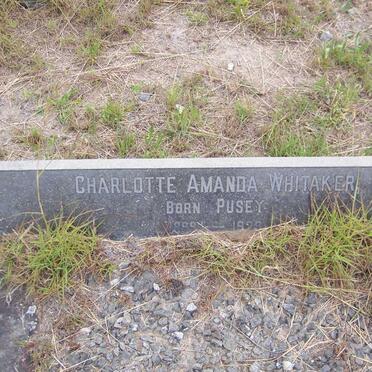 CHARLOTTE AMANDA WHITAKER
BORN PUSEY